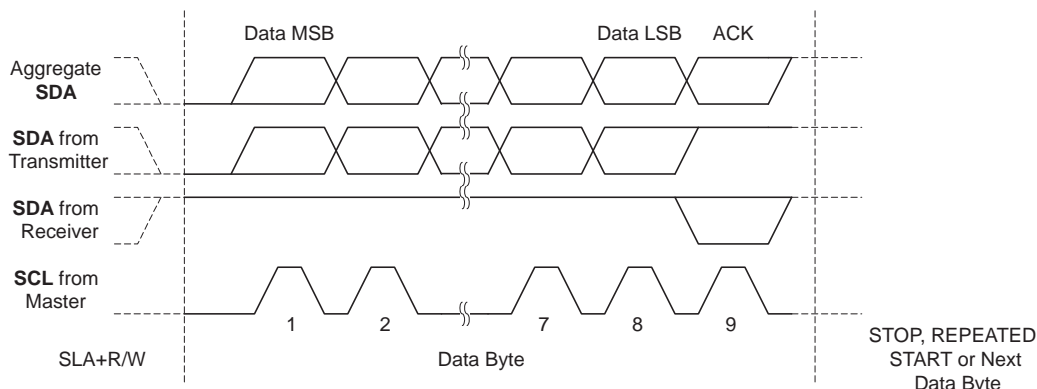 Data MSB
Data LSB
ACK
Aggregate
SDA
SDA from
Transmitter
SDA from
Receiver
SCL from
Master
1
2
7
8
9
SLA+R/W
Data Byte
STOP, REPEATED
START or Next
Data Byte